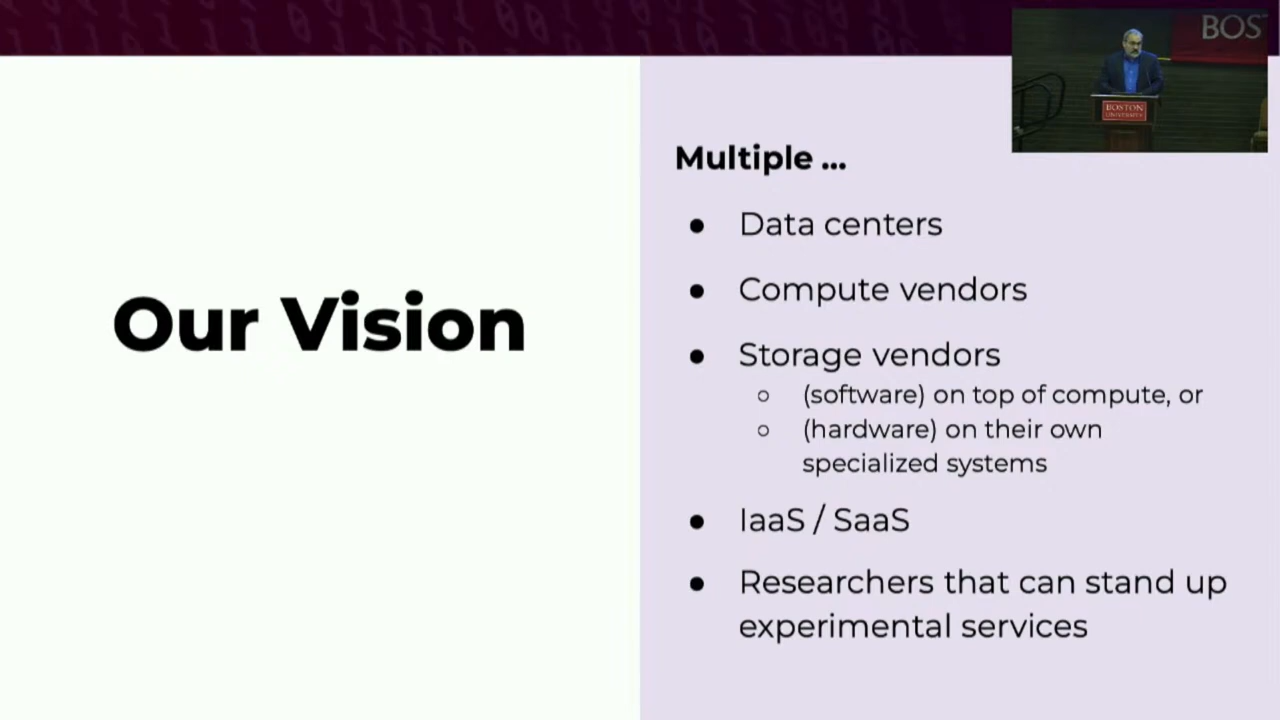 BOS
BOSTON
UNIVERSITY
Multiple ...
Our Vision
● Data centers
● Compute vendors
● Storage vendors
○ (software) on top of compute, or
○ (hardware) on their own
specialized systems
● IaaS / SaaS
● Researchers that can stand up
experimental services